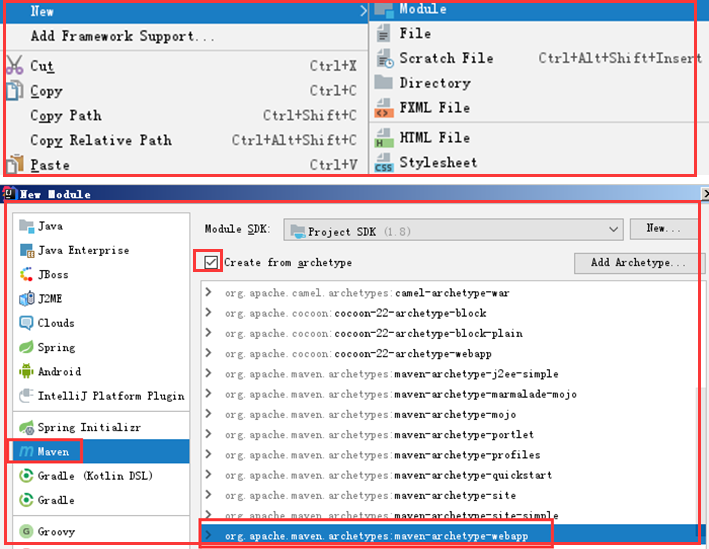 New
Add Framework Support...
Cut Ctrl+X
Copy Ctrl+C
Copy Path Ctrl+Shift+C
Copy Relative Path Ctrl+Alt+Shift+C
Paste Ctrl+V
Module
File
Scratch File Ctrl+Alt+Shift+Insert
Directory
FXML File
HTML File
Stylesheet
New Module
Java
Java Enterprise
JBoss
J2ME
Clouds
Spring
Android
IntelliJ Platform Plugin
Spring Initializr
Maven
Gradle (Kotlin DSL)
Gradle
Groovy
Module SDK: Project SDK (1.8) New...
Create from archetype Add Archetype...
org.apache.camel.archetypes:camel-archetype-war
org.apache.cocoon:cocoon-22-archetype-block
org.apache.cocoon:cocoon-22-archetype-block-plain
org.apache.cocoon:cocoon-22-archetype-webapp
org.apache.maven.archetypes:maven-archetype-j2ee-simple
org.apache.maven.archetypes:maven-archetype-marmalade-mojo
org.apache.maven.archetypes:maven-archetype-mojo
org.apache.maven.archetypes:maven-archetype-portlet
org.apache.maven.archetypes:maven-archetype-profiles
org.apache.maven.archetypes:maven-archetype-quickstart
org.apache.maven.archetypes:maven-archetype-site
org.apache.maven.archetypes:maven-archetype-site-simple
org.apache.maven.archetypes:maven-archetype-webapp